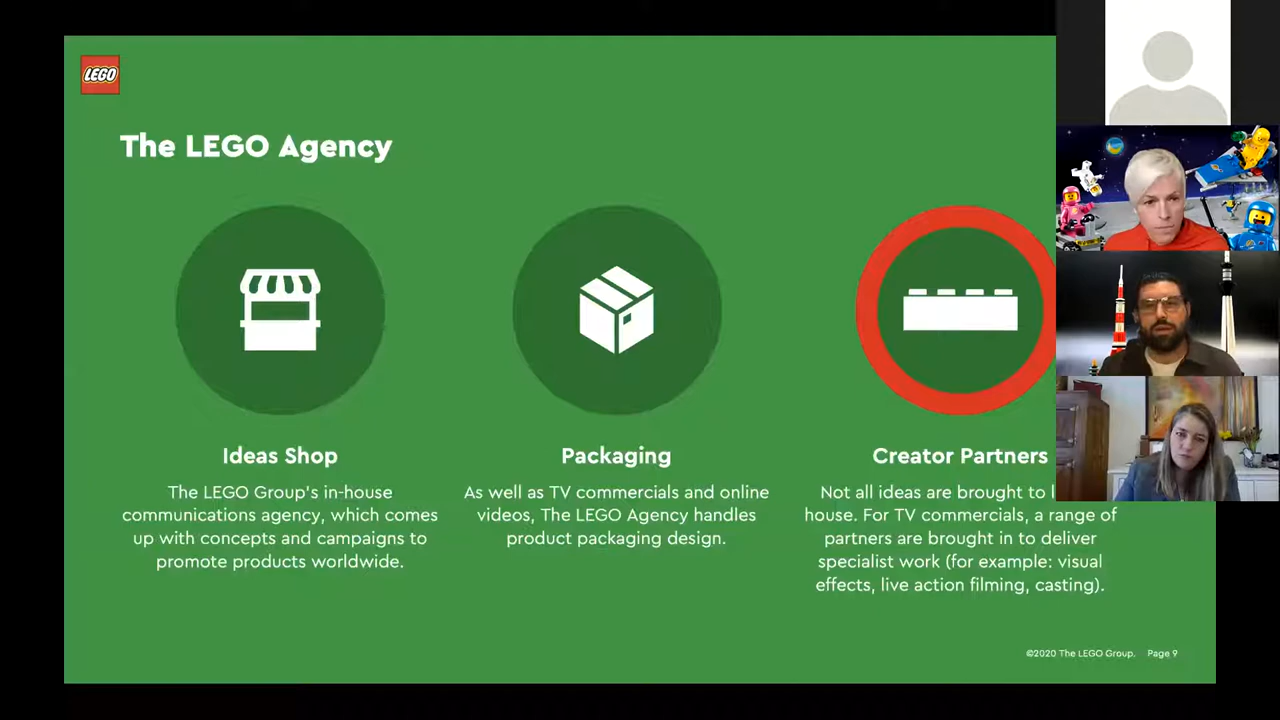 LEGO
The LEGO Agency
Ideas Shop
The LEGO Group's in-house
communications agency, which comes
up with concepts and campaigns to
promote products worldwide.
Packaging
As well as TV commercials and online
videos, The LEGO Agency handles
product packaging design.
Creator Partners
Not all ideas are brought to
house. For TV commercials, a range of
partners are brought in to deliver
specialist work (for example: visual
effects, live action filming, casting).
©2020 The LEGO Group. Page 9